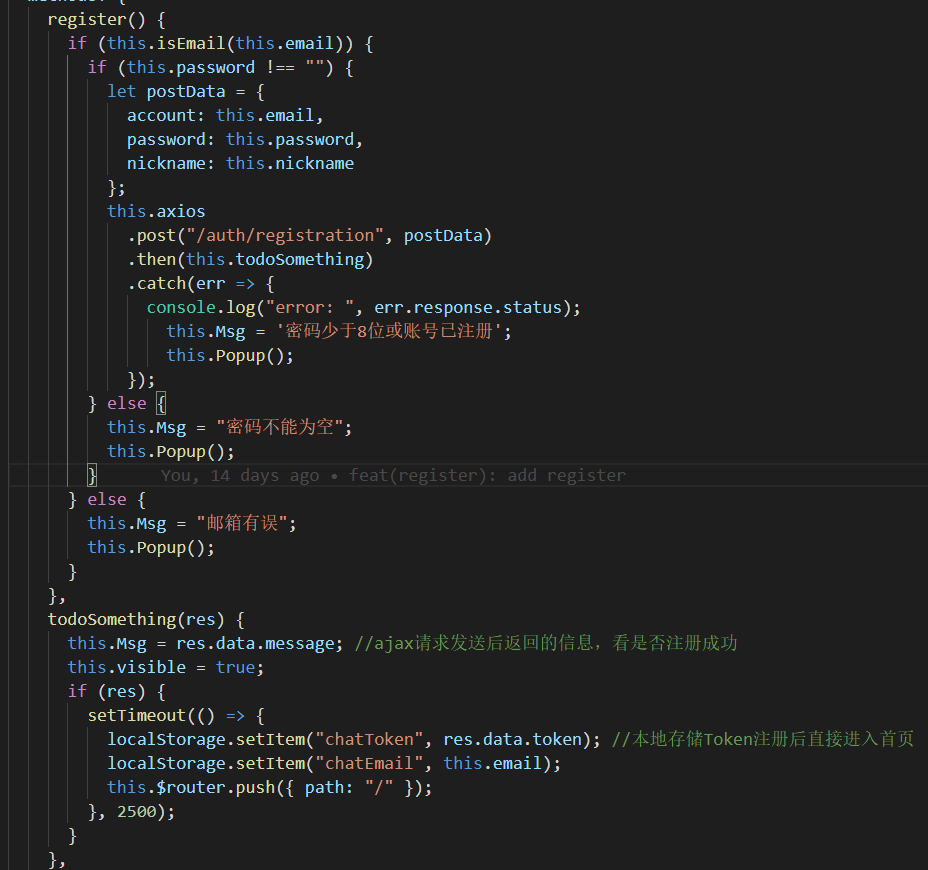 register() {
if (this.isEmail(this.email)) {
if (this.password !== "") {
let postData = {
account: this.email,
password: this.password,
nickname: this.nickname
};
this.axios
.post("/auth/registration", postData)
.then(this.todoSomething)
.catch(err => {
console.log("error: ", err.response.status);
this.Msg = '密码少于8位或账号已注册';
this.Popup();
});
} else {
this.Msg = "密码不能为空";
this.Popup();
} You, 14 days ago • feat(register): add register
} else {
this.Msg = "邮箱有误";
this.Popup();
}
},
todoSomething(res) {
this.Msg = res.data.message; //ajax请求发送后返回的信息，看是否注册成功
this.visible = true;
if (res) {
setTimeout(() => {
localStorage.setItem("chatToken", res.data.token); //本地存储Token注册后直接进入首页
localStorage.setItem("chatEmail", this.email);
this.$router.push({ path: "/" });
}, 2500);
}
},